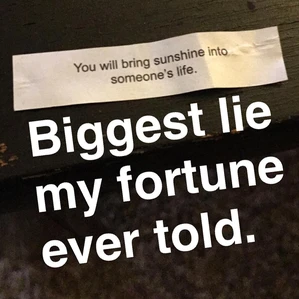 You will bring sunshine into
someone's life.
Biggest lie
my fortune
ever told.